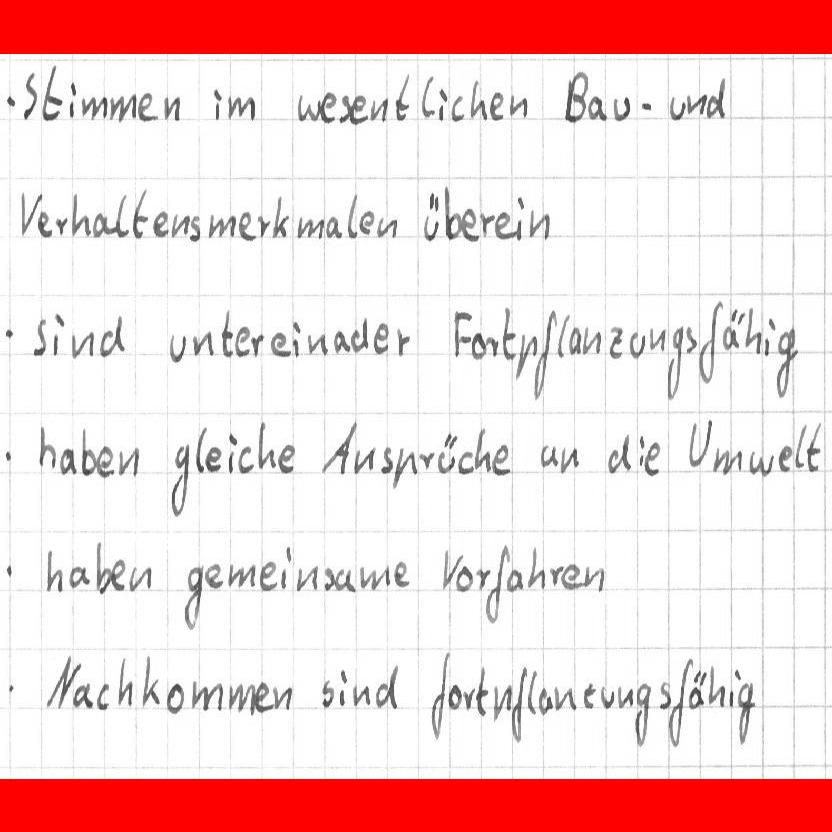 · Stimmen im wesentlichen Bau- und
Verhaltensmerkmalen überein
· sind untereinader Fortpflanzungsfähig
· haben gleiche Ansprüche an die Umwelt
· haben gemeinsame Vorfahren
· Nachkommen sind fortpflanzungsfähig